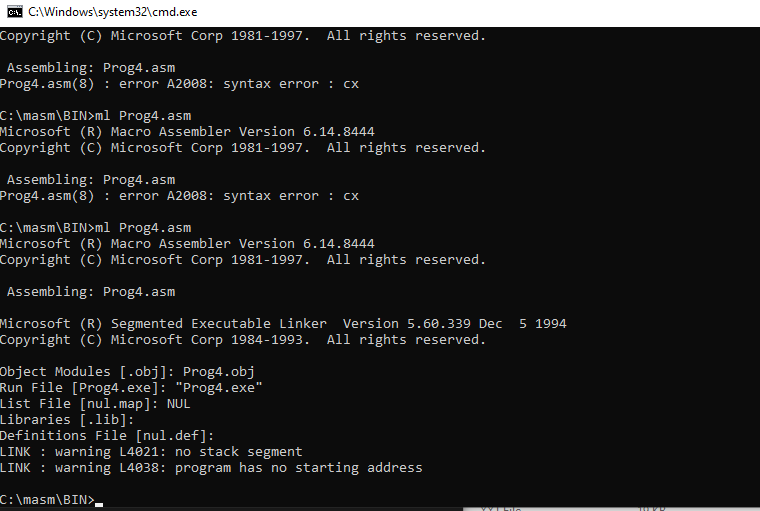 C:\Windows\system32\cmd.exe
Copyright (C) Microsoft Corp 1981-1997.  All rights reserved.
 Assembling: Prog4.asm
Prog4.asm(8) : error A2008: syntax error : cx
C:\masm\BIN>ml Prog4.asm
Microsoft (R) Macro Assembler Version 6.14.8444
Copyright (C) Microsoft Corp 1981-1997.  All rights reserved.
 Assembling: Prog4.asm
Prog4.asm(8) : error A2008: syntax error : cx
C:\masm\BIN>ml Prog4.asm
Microsoft (R) Macro Assembler Version 6.14.8444
Copyright (C) Microsoft Corp 1981-1997.  All rights reserved.
 Assembling: Prog4.asm
Microsoft (R) Segmented Executable Linker  Version 5.60.339 Dec  5 1994
Copyright (C) Microsoft Corp 1984-1993.  All rights reserved.
Object Modules [.obj]: Prog4.obj
Run File [Prog4.exe]: "Prog4.exe"
List File [nul.map]: NUL
Libraries [.lib]:
Definitions File [nul.def]:
LINK : warning L4021: no stack segment
LINK : warning L4038: program has no starting address
C:\masm\BIN>